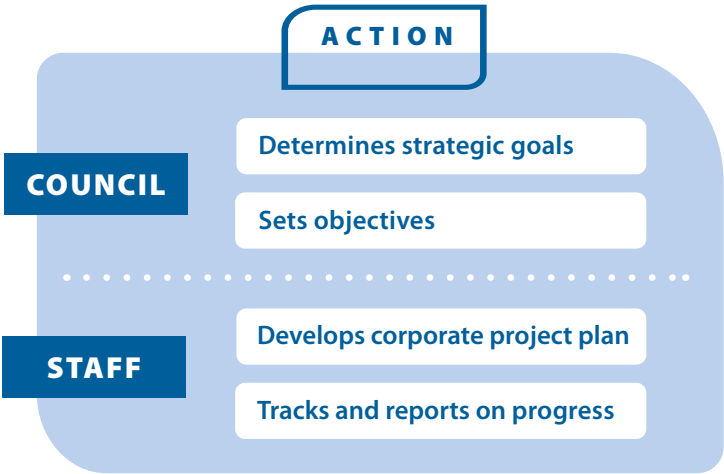 ACTION
COUNCIL
Determines strategic goals
Sets objectives
STAFF
Develops corporate project plan
Tracks and reports on progress